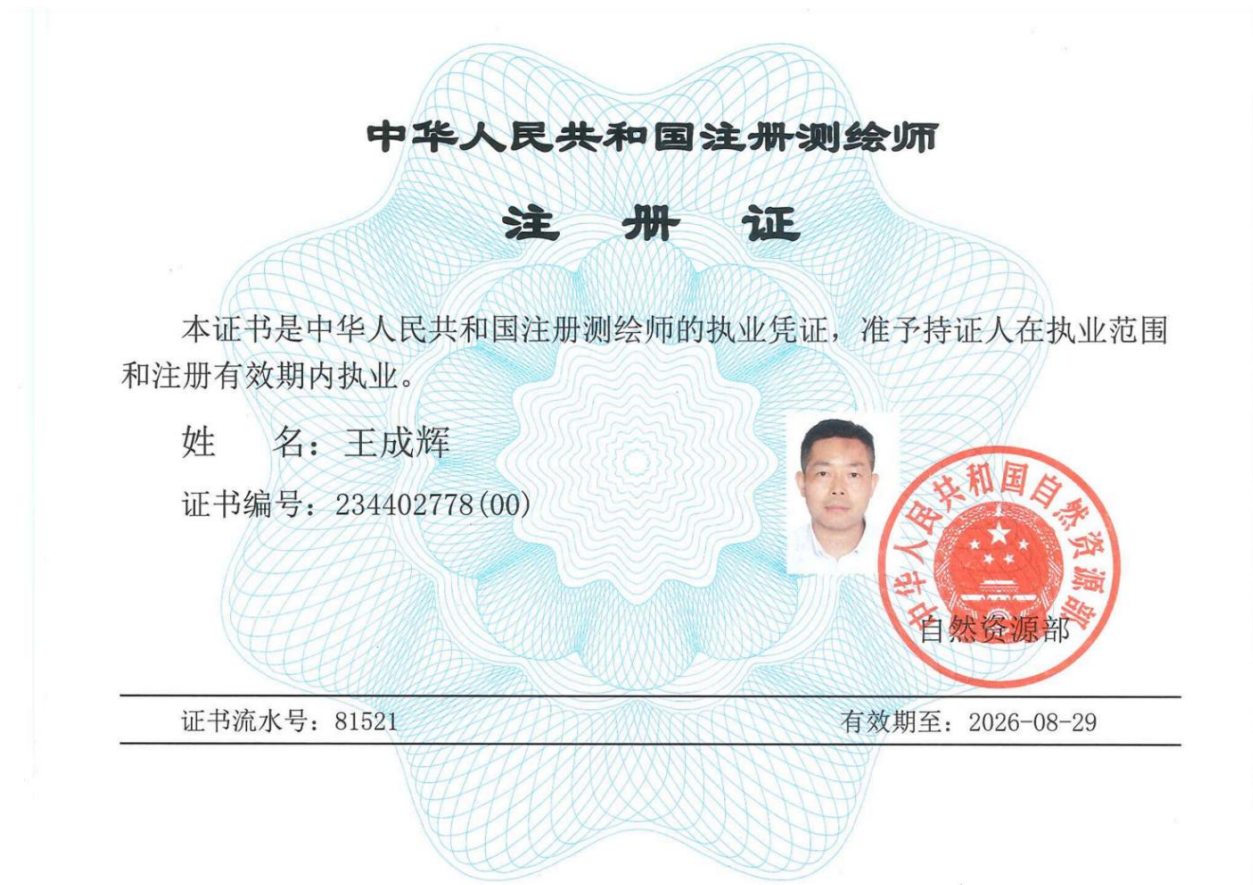 中华人民共和国注册测绘师
注 册 证
本证书是中华人民共和国注册测绘师的执业凭证，准予持证人在执业范围
和注册有效期内执业。
姓 名：王成辉
证书编号：234402778(00)
中华人民共和国自然资源部
自然资源部
证书流水号：81521 有效期至：2026-08-29